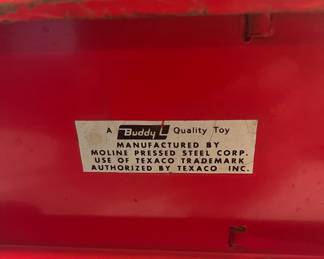 A Buddy L Quality Toy
MANUFACTURED BY
MOLINE PRESSED STEEL CORP.
USE OF TEXACO TRADEMARK
AUTHORIZED BY TEXACO INC.